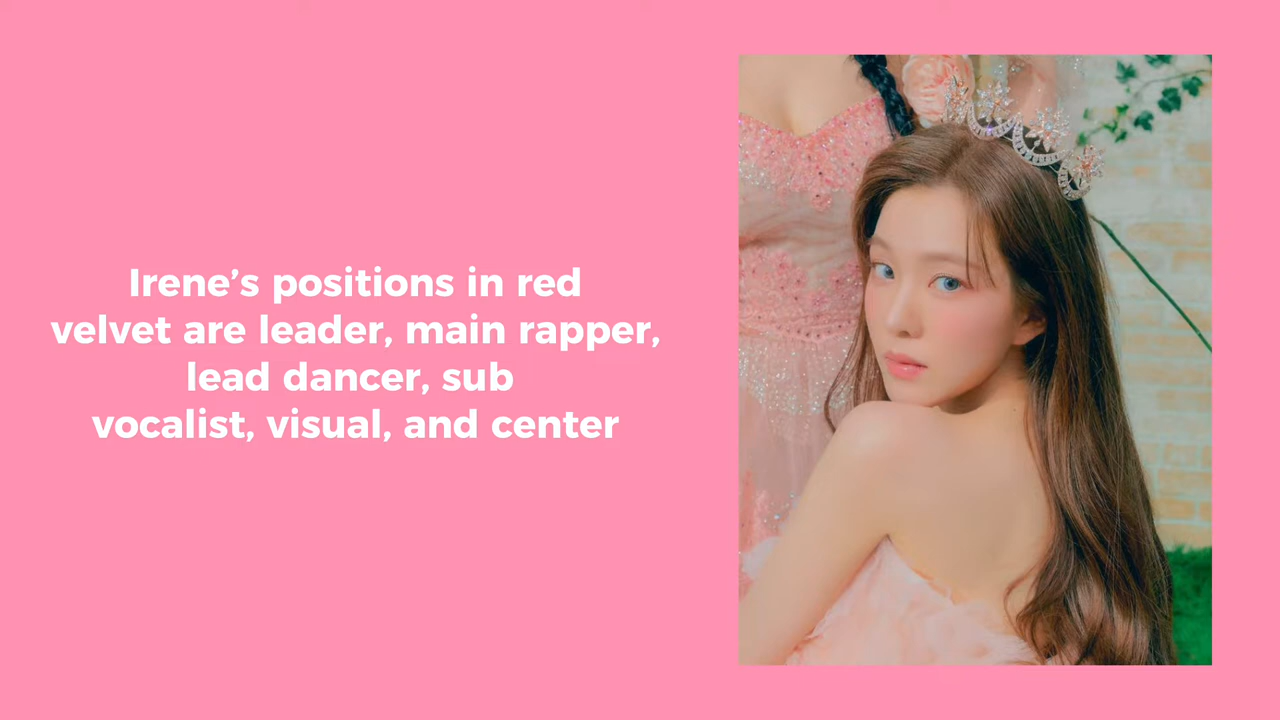 Irene’s positions in red
velvet are leader, main rapper,
lead dancer, sub
vocalist, visual, and center